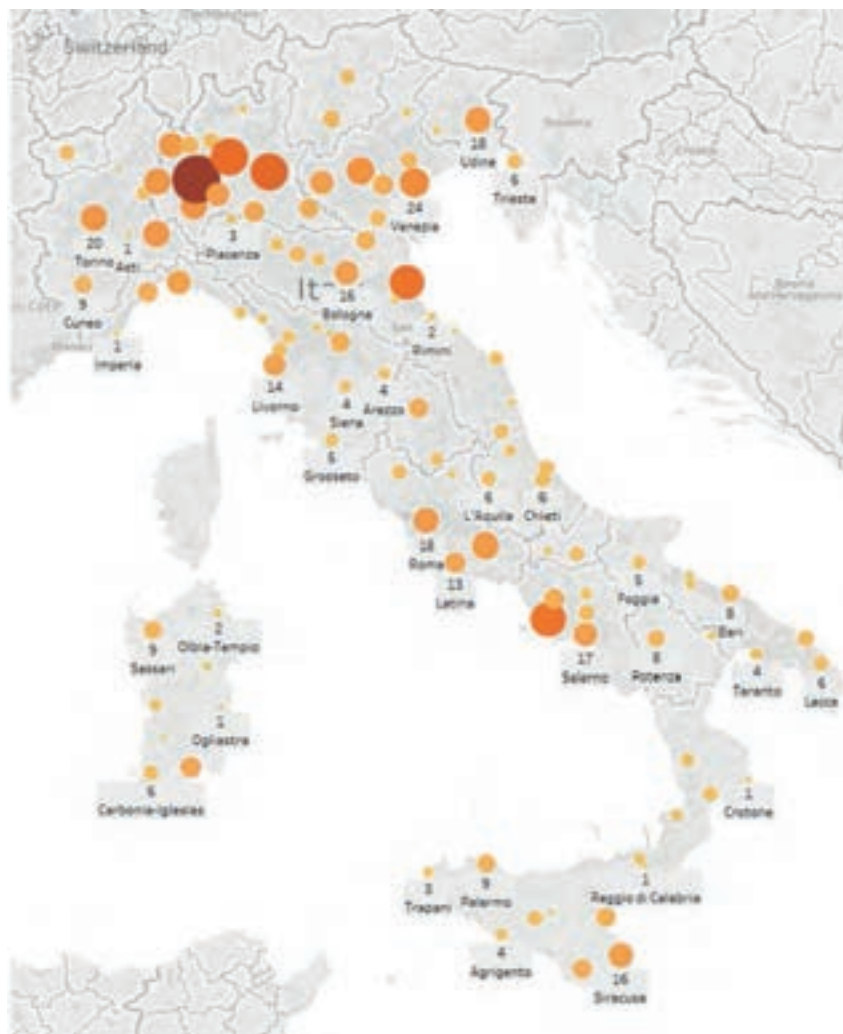 Switzerland
18
Udine
6
Trieste
24
Venezia
3
Piacenza
20
Torino
1
Asti
It
16
Bologna
9
Cuneo
2
Rimini
1
Imperia
14
Livorno
4
Siena
4
Arezzo
Grosseto
6
L'Aquila
6
Chieti
18
Roma
13
Latina
5
Foggia
8
Bari
17
Salerno
8
Potenza
4
Taranto
6
Lecce
9
Sassari
2
Olbia-Tempio
1
Ogliastra
6
Carbonia-Iglesias
1
Crotone
1
Reggio di Calabria
3
Trapani
9
Palermo
4
Agrigento
16
Siracusa